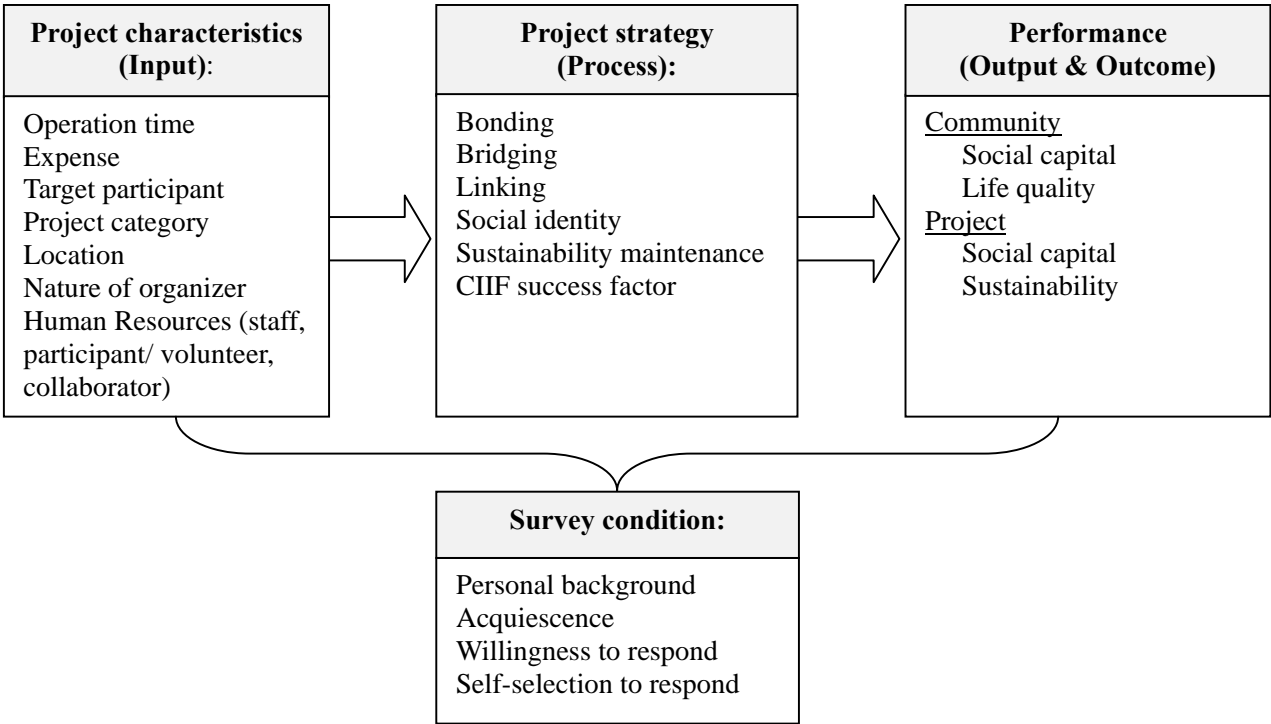 Project characteristics
(Input):
Operation time
Expense
Target participant
Project category
Location
Nature of organizer
Human Resources (staff,
participant/ volunteer,
collaborator)
Project strategy
(Process):
Bonding
Bridging
Linking
Social identity
Sustainability maintenance
CIIF success factor
Performance
(Output & Outcome)
Community
Social capital
Life quality
Project
Social capital
Sustainability
Survey condition:
Personal background
Acquiescence
Willingness to respond
Self-selection to respond